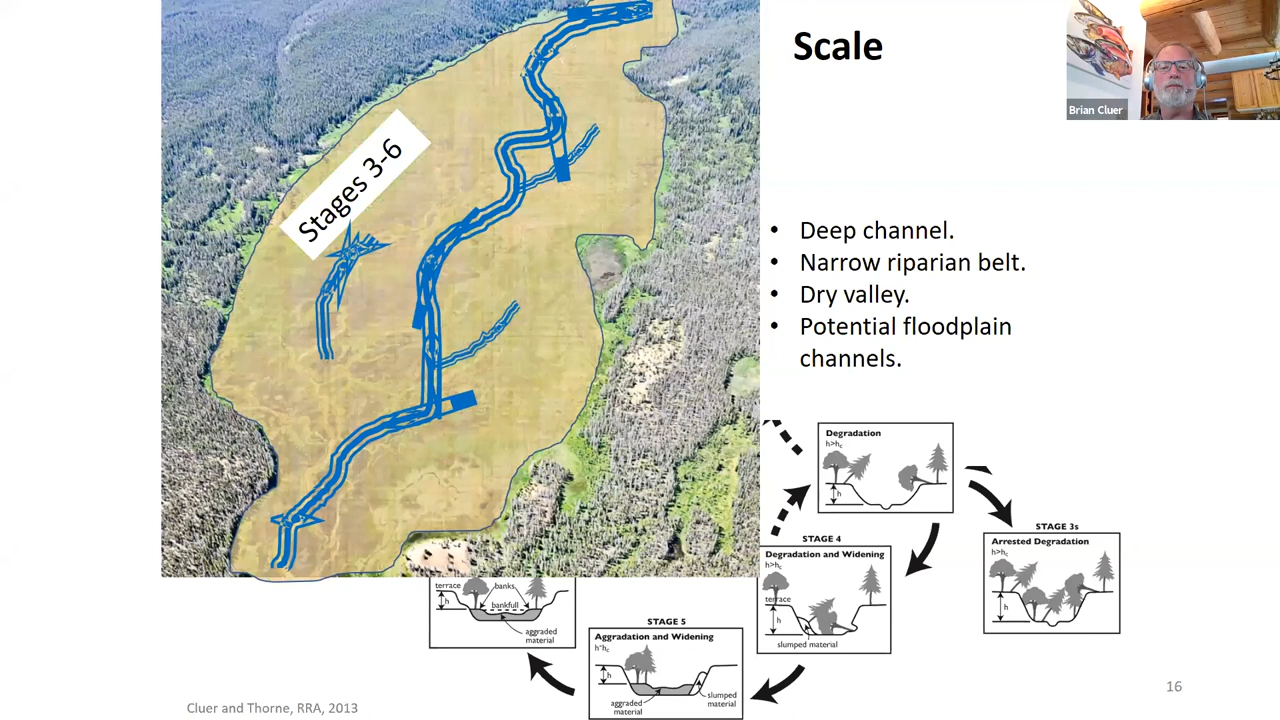 Scale
Brian Cluer
Stages 3-6
• Deep channel.
• Narrow riparian belt.
• Dry valley.
• Potential floodplain
channels.
Degradation
h>hc
h
STAGE 3s
Arrested Degradation
h>hc
h
STAGE 4
Degradation and Widening
h>hc
terrace
h
slumped material
terrace
banks
h
bankfull
aggraded
material
STAGE 5
Aggradation and Widening
h~hc
h
aggraded
material
slumped
material
16
Cluer and Thorne, RRA, 2013